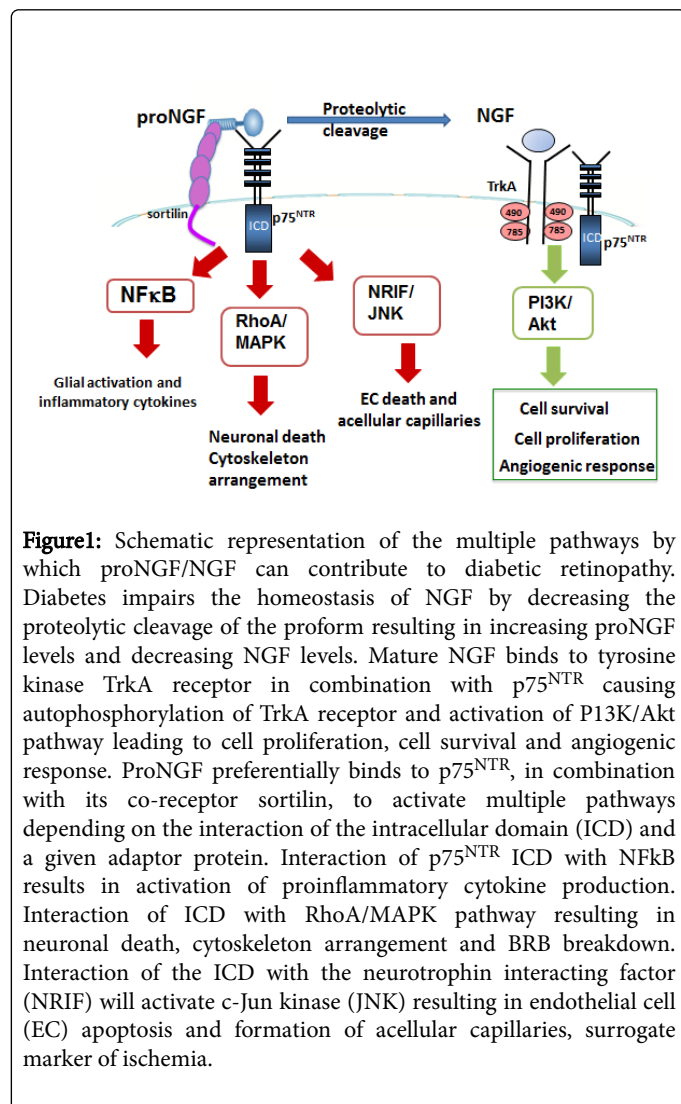 proNGF
Proteolytic
cleavage
NGF
TrkA
sortilin
ICD
p75NTR
490
785
490
785
ICD
p75NTR
NFκB
RhoA/
MAPK
NRIF/
JNK
PI3K/
Akt
Glial activation and
inflammatory cytokines
Neuronal death
Cytoskeleton
arrangement
EC death and
acellular capillaries
Cell survival
Cell proliferation
Angiogenic response
Figure1: Schematic representation of the multiple pathways by
which proNGF/NGF can contribute to diabetic retinopathy.
Diabetes impairs the homeostasis of NGF by decreasing the
proteolytic cleavage of the proform resulting in increasing proNGF
levels and decreasing NGF levels. Mature NGF binds to tyrosine
kinase TrkA receptor in combination with p75NTR causing
autophosphorylation of TrkA receptor and activation of P13K/Akt
pathway leading to cell proliferation, cell survival and angiogenic
response. ProNGF preferentially binds to p75NTR, in combination
with its co-receptor sortilin, to activate multiple pathways
depending on the interaction of the intracellular domain (ICD) and
a given adaptor protein. Interaction of p75NTR ICD with NFkB
results in activation of proinflammatory cytokine production.
Interaction of ICD with RhoA/MAPK pathway resulting in
neuronal death, cytoskeleton arrangement and BRB breakdown.
Interaction of the ICD with the neurotrophin interacting factor
(NRIF) will activate c-Jun kinase (JNK) resulting in endothelial cell
(EC) apoptosis and formation of acellular capillaries, surrogate
marker of ischemia.